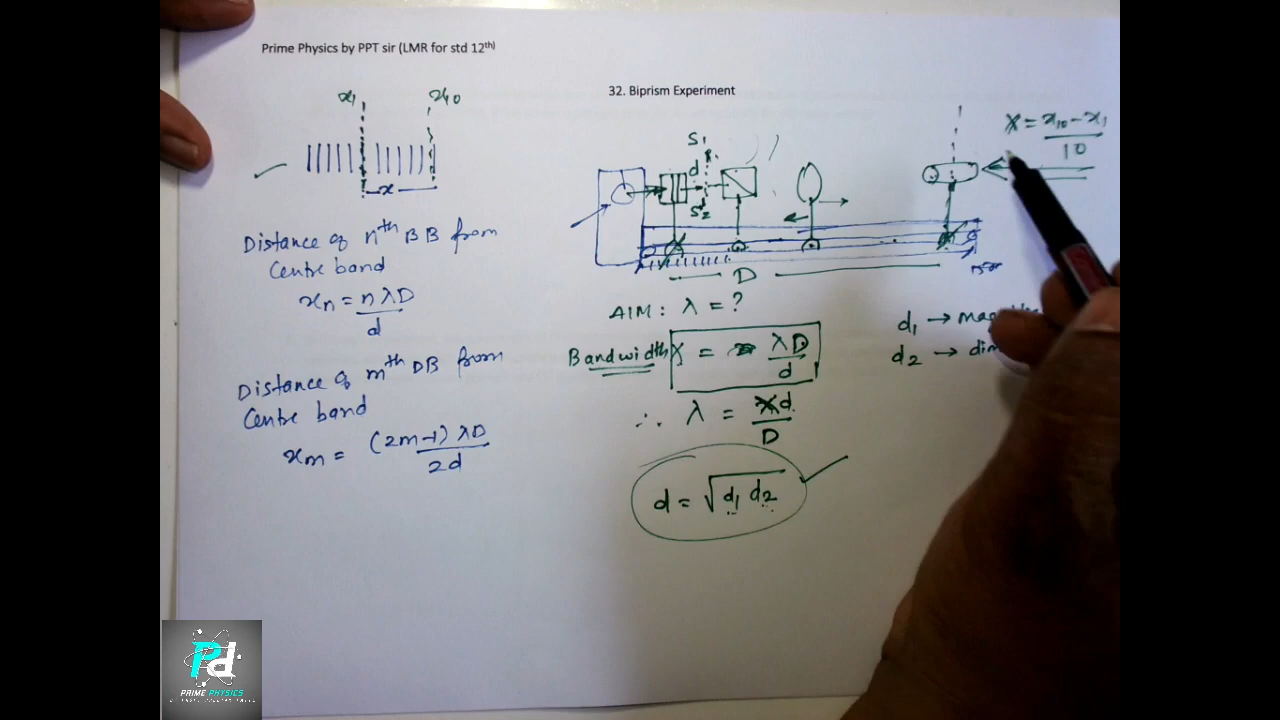 Prime Physics by PPT sir (LMR for std 12th)
32. Biprism Experiment
x₁ x₁₀
x
Distance of nth BB from
Centre band
xn = nλD
d
Distance of mth DB from
Centre band
xm = (2m-1) λD
2d
S₁
d
S₂
D
X = x₁₀ - x₁
10
AIM: λ = ?
Bandwidth X = λD
d
∴ λ = Xd
D
d = √d₁ d₂
d₁ →
d₂ →
Pd
PRIME PHYSICS